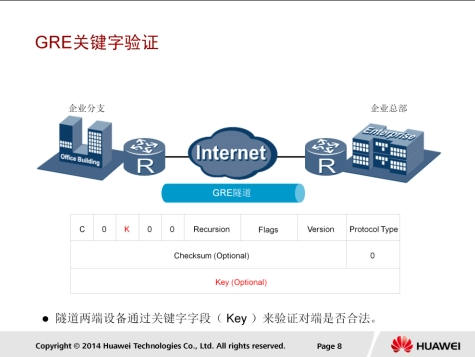 GRE关键字验证
企业分支
企业总部
Office Building
R
Internet
R
Enterprise
GRE隧道
C 0 K 0 0 Recursion Flags Version Protocol Type
Checksum (Optional) 0
Key (Optional)
● 隧道两端设备通过关键字字段（ Key ）来验证对端是否合法。
Copyright © 2014 Huawei Technologies Co., Ltd. All rights reserved. Page 8 HUAWEI